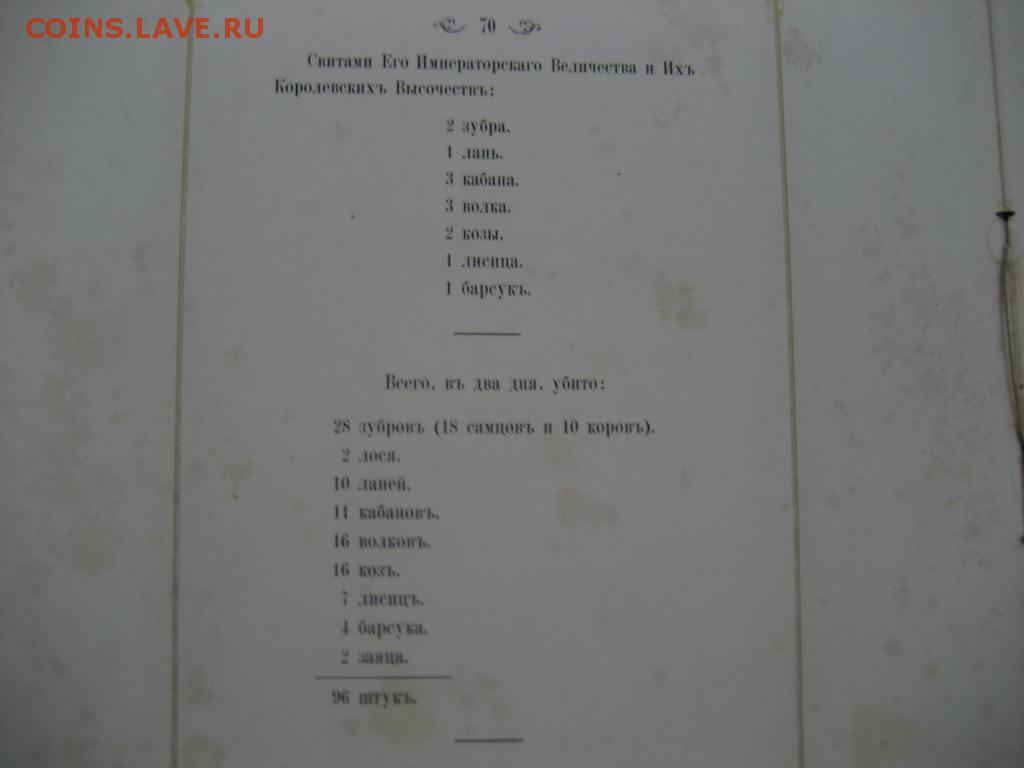 COINS.LAVE.RU
70
Свитами Его Императорскаго Величества и Ихъ
Королевскихъ Высочествъ:
2 зубра.
1 лань.
3 кабана.
3 волка.
2 козы.
1 лисица.
1 барсукъ.
Всего, въ два дня, убито:
28 зубровъ (18 самцовъ и 10 коровъ).
2 лося.
10 ланей.
11 кабановъ.
16 волковъ.
16 козъ.
7 лисицъ.
4 барсука.
2 заяца.
96 штукъ.